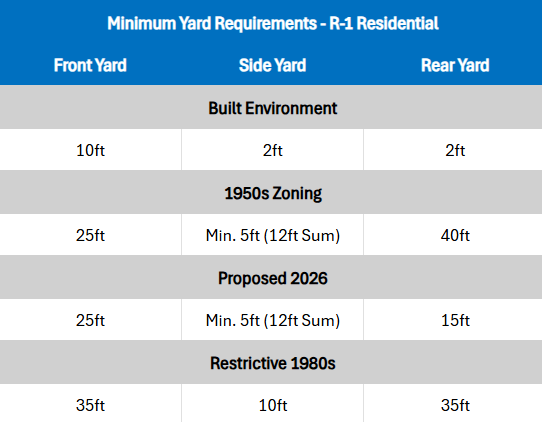 Minimum Yard Requirements - R-1 Residential
Front Yard Side Yard Rear Yard
Built Environment
10ft 2ft 2ft
1950s Zoning
25ft Min. 5ft (12ft Sum) 40ft
Proposed 2026
25ft Min. 5ft (12ft Sum) 15ft
Restrictive 1980s
35ft 10ft 35ft